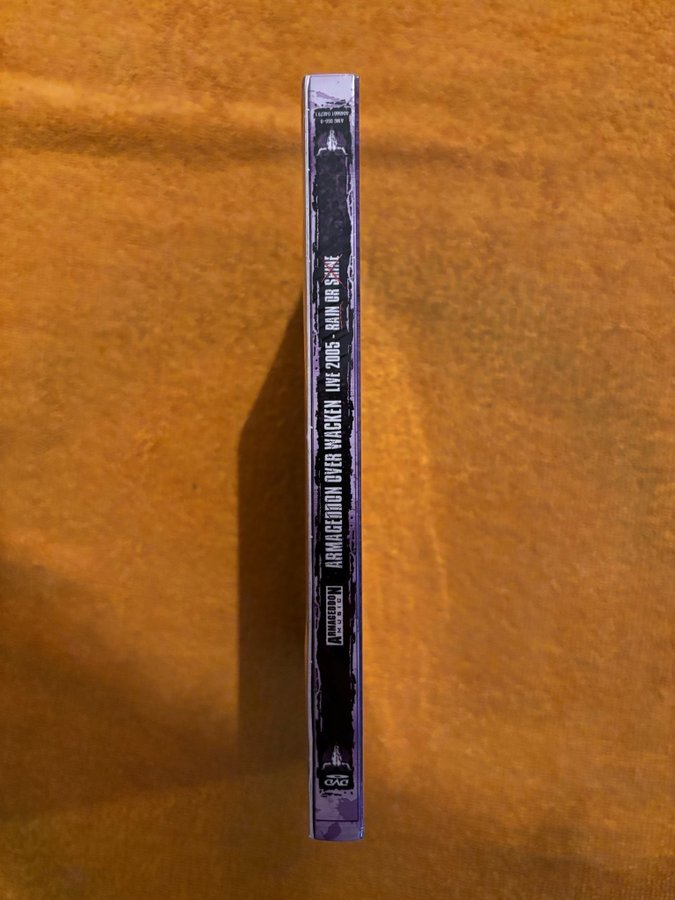 DVD
ARMAGEDDON
MUSIC
ARMAGEDDON OVER WACKEN LIVE 2005 - RAIN OR SHINE